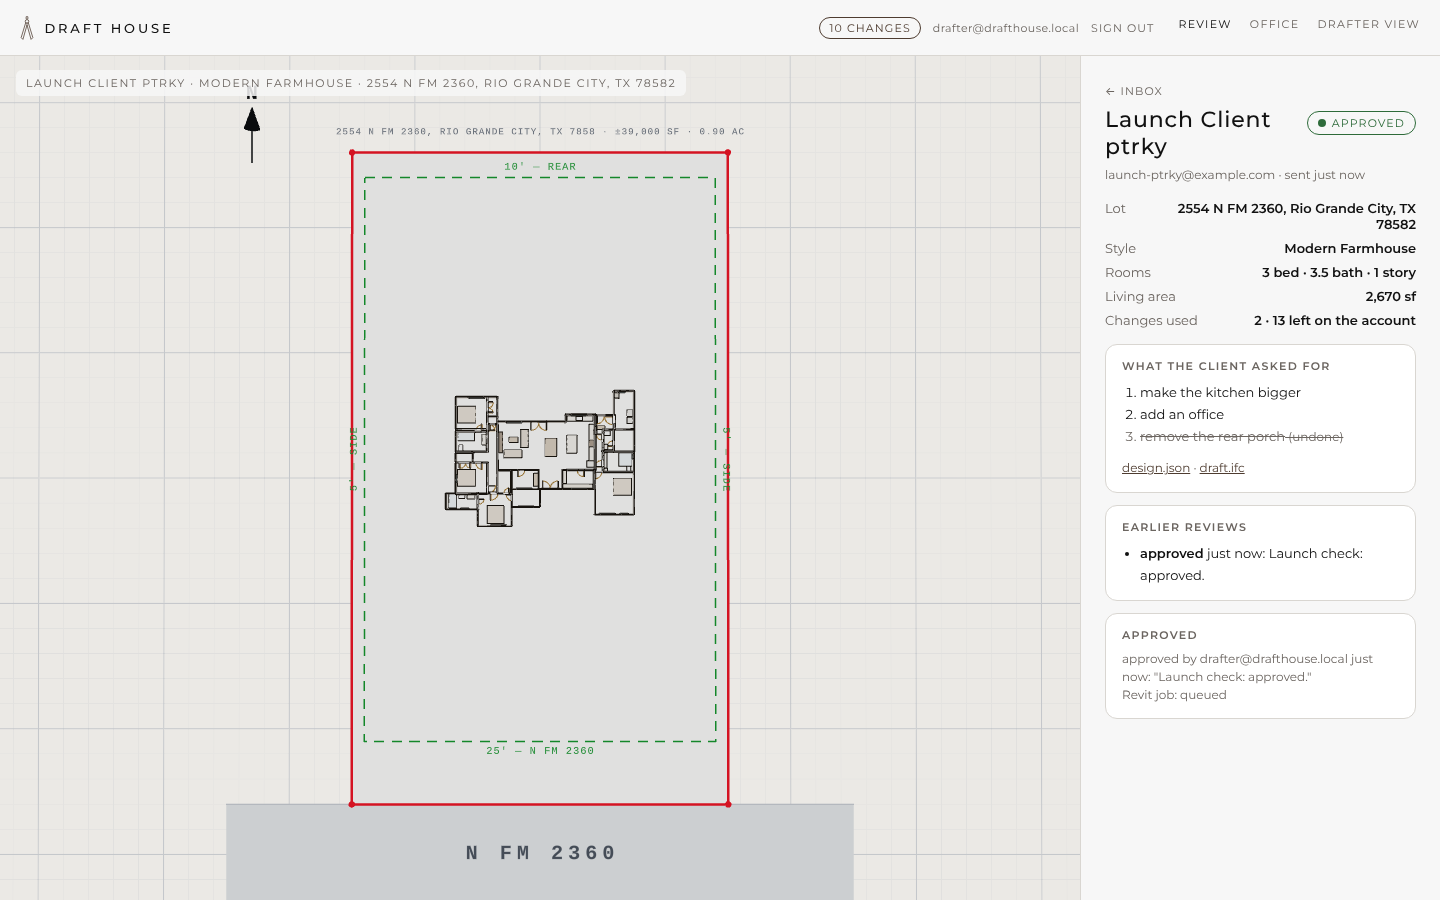 DRAFT HOUSE
10 CHANGES
drafter@drafthouse.local
SIGN OUT
REVIEW
OFFICE
DRAFTER VIEW
LAUNCH CLIENT PTRKY · MODERN FARMHOUSE · 2554 N FM 2360, RIO GRANDE CITY, TX 78582
N
2554 N FM 2360, RIO GRANDE CITY, TX 7858 · ±39,000 SF · 0.90 AC
10' — REAR
5' — SIDE
5' — SIDE
25' — N FM 2360
N FM 2360
← INBOX
Launch Client
ptrky
APPROVED
launch-ptrky@example.com · sent just now
Lot 2554 N FM 2360, Rio Grande City, TX
78582
Style Modern Farmhouse
Rooms 3 bed · 3.5 bath · 1 story
Living area 2,670 sf
Changes used 2 · 13 left on the account
WHAT THE CLIENT ASKED FOR
1. make the kitchen bigger
2. add an office
3. remove the rear porch (undone)
design.json · draft.ifc
EARLIER REVIEWS
• approved just now: Launch check:
approved.
APPROVED
approved by drafter@drafthouse.local just
now: "Launch check: approved."
Revit job: queued